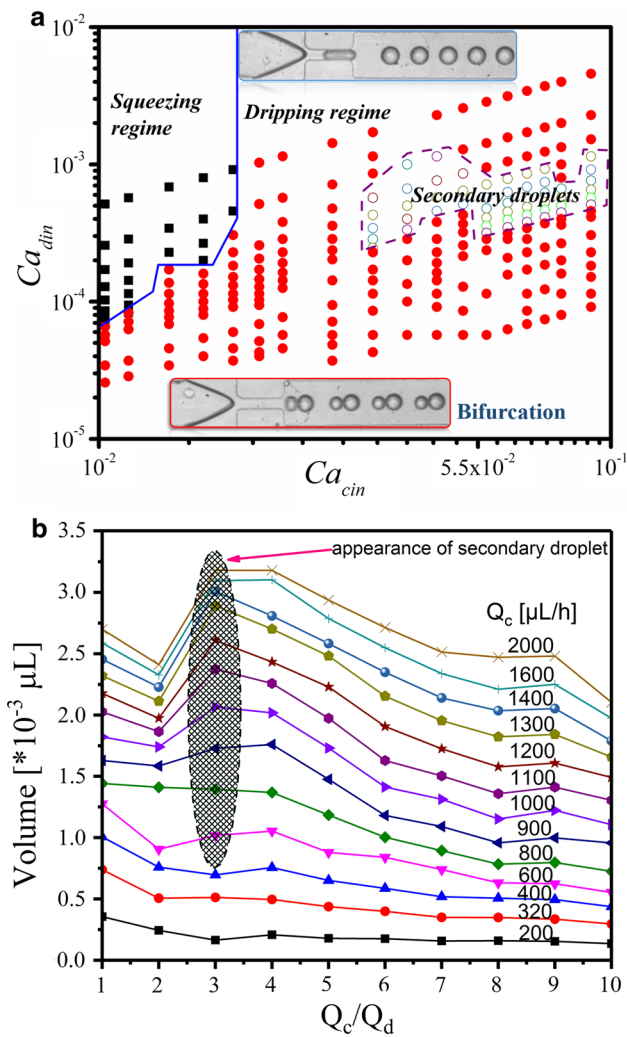 a
10⁻²
Squeezing
regime
Dripping regime
10⁻³
Secondary droplets
Ca_din
10⁻⁴
Bifurcation
10⁻⁵
10⁻² 5.5x10⁻² 10⁻¹
Ca_cin
b
3.5
appearance of secondary droplet
3.0
Q_c [µL/h]
2000
2.5
1600
1400
1300
2.0
1200
1100
1.5
1000
900
1.0
800
600
400
0.5
320
200
0.0
Volume [*10⁻³ µL]
1 2 3 4 5 6 7 8 9 10
Q_c/Q_d